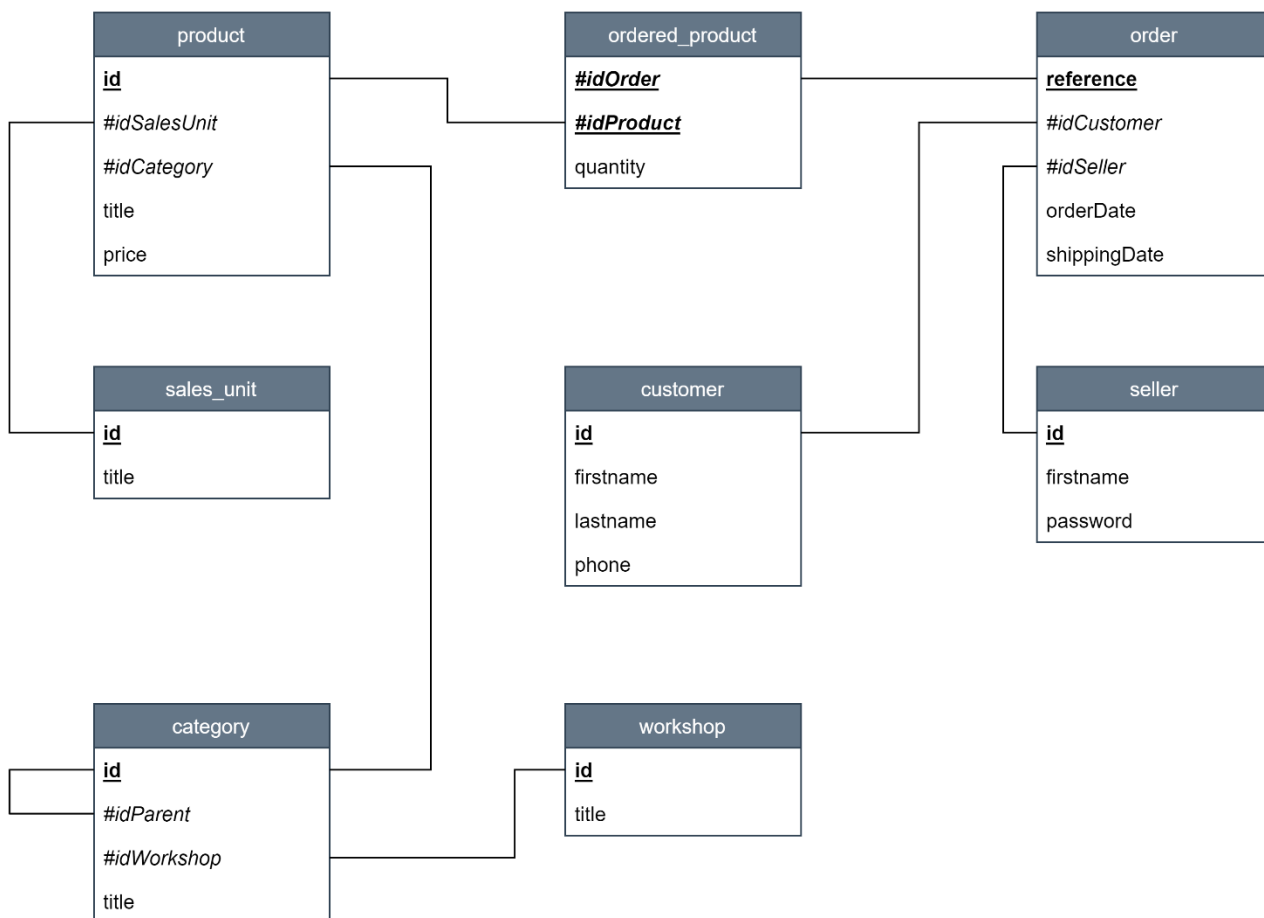 product
id
#idSalesUnit
#idCategory
title
price
ordered_product
#idOrder
#idProduct
quantity
order
reference
#idCustomer
#idSeller
orderDate
shippingDate
sales_unit
id
title
customer
id
firstname
lastname
phone
seller
id
firstname
password
category
id
#idParent
#idWorkshop
title
workshop
id
title